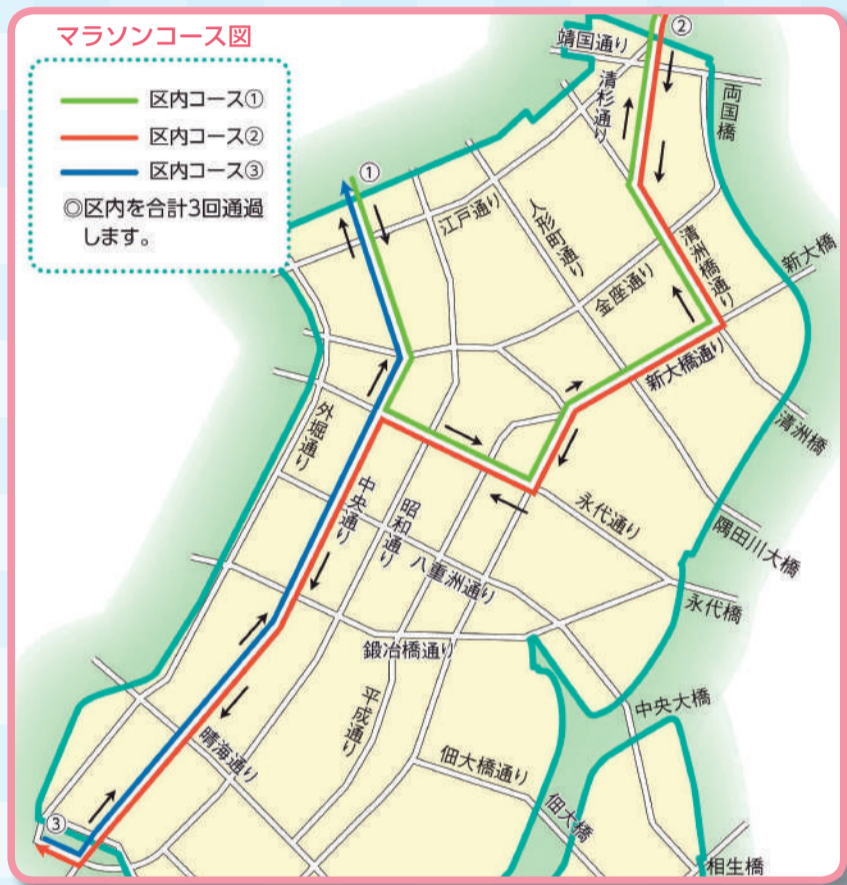 マラソンコース図
区内コース①
区内コース②
区内コース③
◎区内を合計3回通過
します。
②
靖国通り
清杉通り
両国橋
①
江戸通り
人形町通り
清洲橋通り
新大橋
金座通り
新大橋通り
清洲橋
外堀通り
中央通り
昭和通り
永代通り
隅田川大橋
八重洲通り
永代橋
鍛冶橋通り
平成通り
中央大橋
晴海通り
佃大橋通り
佃大橋
③
相生橋